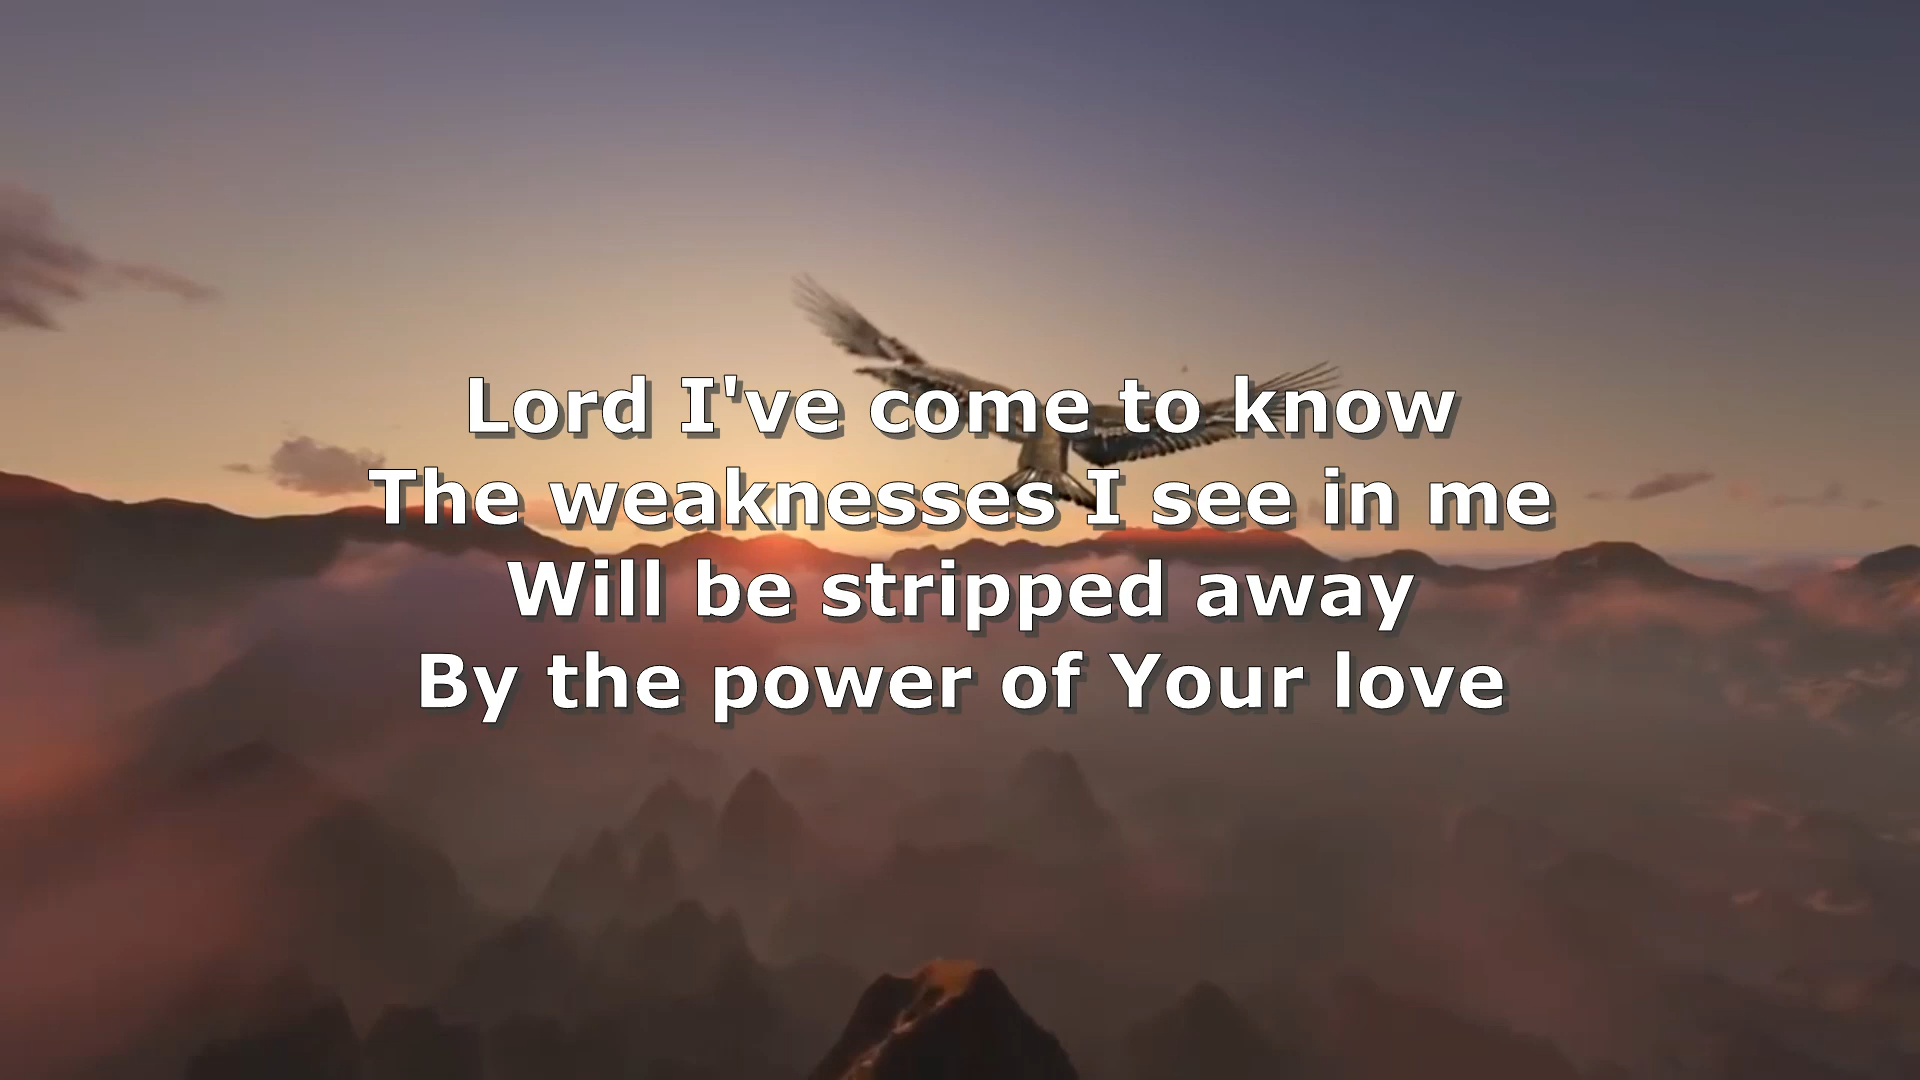 Lord I've come to know
The weaknesses I see in me
Will be stripped away
By the power of Your love